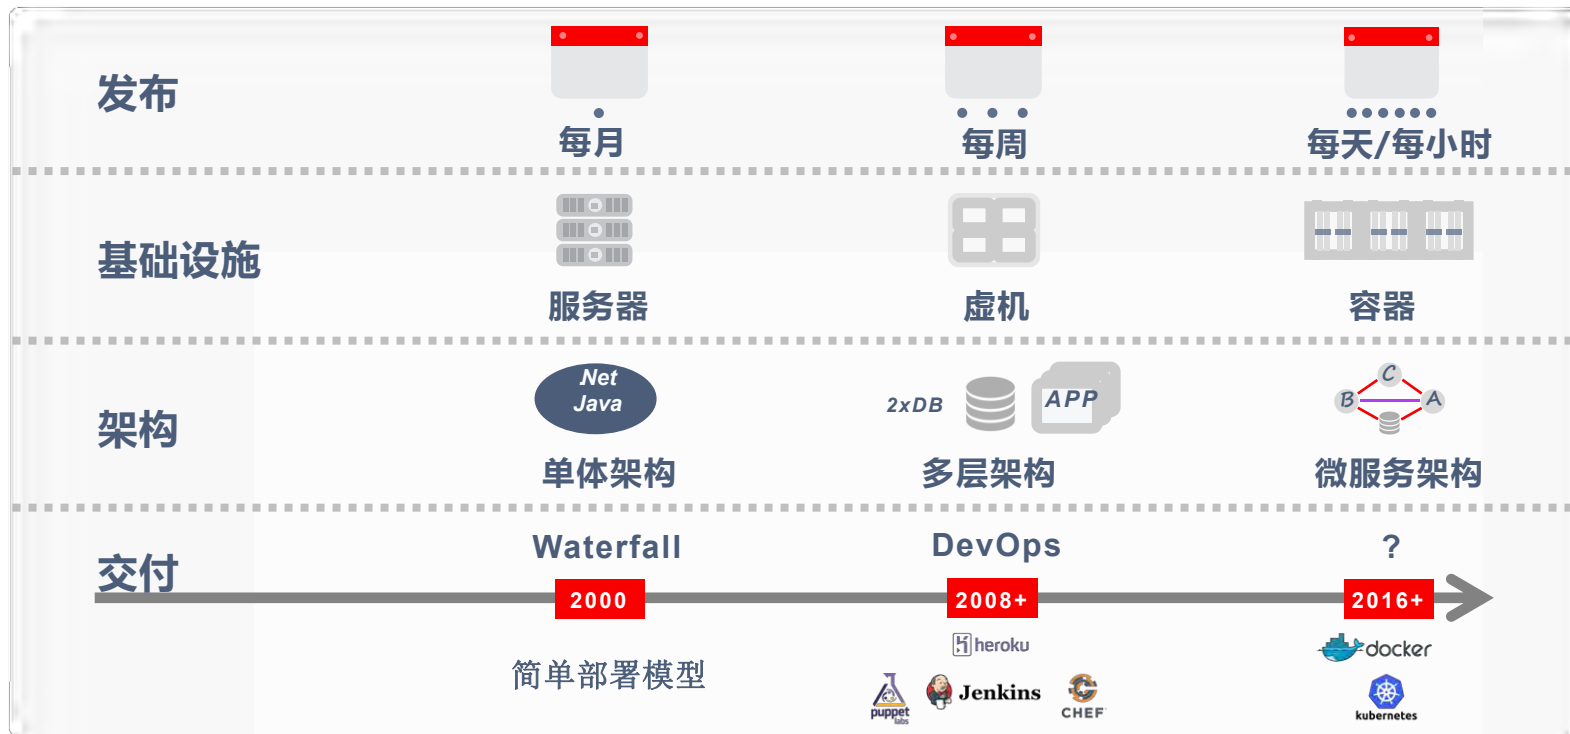 发布
每月
每周
每天/每小时
基础设施
服务器
虚机
容器
架构
.Net
Java
单体架构
2xDB
APP
多层架构
C
B
A
微服务架构
交付
Waterfall
DevOps
?
2000
2008+
2016+
简单部署模型
heroku
puppet
labs
Jenkins
CHEF
docker
kubernetes